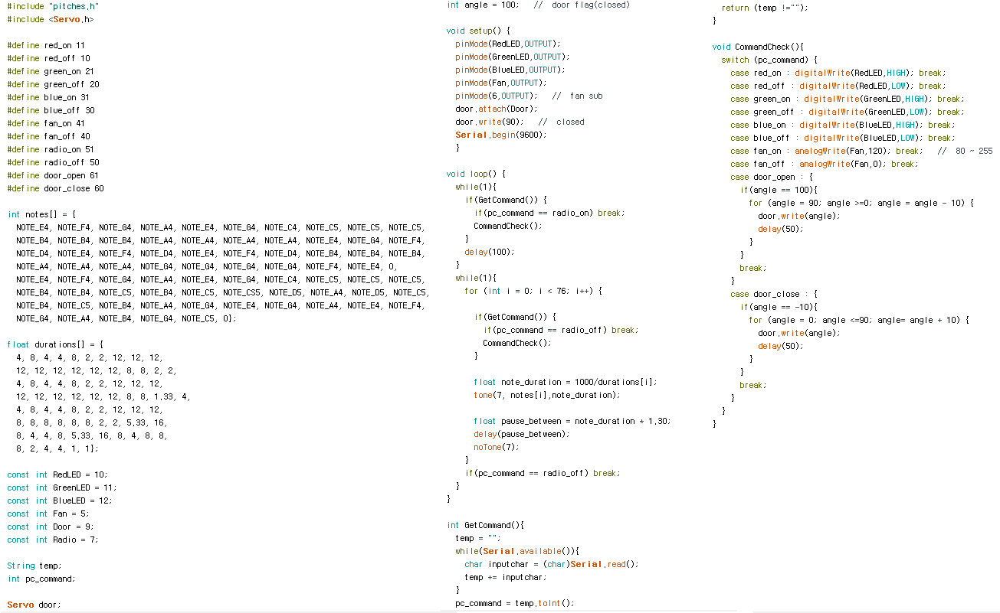 #include "pitches.h"
#include <Servo.h>
#define red_on 11
#define red_off 10
#define green_on 21
#define green_off 20
#define blue_on 31
#define blue_off 30
#define fan_on 41
#define fan_off 40
#define radio_on 51
#define radio_off 50
#define door_open 61
#define door_close 60
int notes[] = {
NOTE_E4, NOTE_F4, NOTE_G4, NOTE_A4, NOTE_E4, NOTE_G4, NOTE_C4, NOTE_C5, NOTE_C5, NOTE_C5,
NOTE_B4, NOTE_B4, NOTE_B4, NOTE_A4, NOTE_A4, NOTE_A4, NOTE_A4, NOTE_E4, NOTE_G4, NOTE_F4,
NOTE_D4, NOTE_E4, NOTE_F4, NOTE_D4, NOTE_E4, NOTE_F4, NOTE_D4, NOTE_B4, NOTE_B4, NOTE_B4,
NOTE_A4, NOTE_A4, NOTE_A4, NOTE_G4, NOTE_G4, NOTE_G4, NOTE_G4, NOTE_F4, NOTE_E4, 0,
NOTE_E4, NOTE_F4, NOTE_G4, NOTE_A4, NOTE_E4, NOTE_G4, NOTE_C4, NOTE_C5, NOTE_C5, NOTE_C5,
NOTE_B4, NOTE_B4, NOTE_C5, NOTE_B4, NOTE_C5, NOTE_CS5, NOTE_D5, NOTE_A4, NOTE_D5, NOTE_C5,
NOTE_B4, NOTE_C5, NOTE_B4, NOTE_A4, NOTE_G4, NOTE_E4, NOTE_G4, NOTE_A4, NOTE_E4, NOTE_F4,
NOTE_G4, NOTE_A4, NOTE_B4, NOTE_G4, NOTE_C5, 0};
float durations[] = {
4, 8, 4, 4, 8, 2, 2, 12, 12, 12,
12, 12, 12, 12, 12, 12, 8, 8, 2, 2,
4, 8, 4, 4, 8, 2, 2, 12, 12, 12,
12, 12, 12, 12, 12, 12, 8, 8, 1.33, 4,
4, 8, 4, 4, 8, 2, 2, 12, 12, 12,
8, 8, 8, 8, 8, 8, 2, 2, 5.33, 16,
8, 4, 4, 8, 5.33, 16, 8, 4, 8, 8,
8, 2, 4, 4, 1, 1};
const int RedLED = 10;
const int GreenLED = 11;
const int BlueLED = 12;
const int Fan = 5;
const int Door = 9;
const int Radio = 7;
String temp;
int pc_command;
Servo door;
int angle = 100; // door flag(closed)
void setup() {
pinMode(RedLED,OUTPUT);
pinMode(GreenLED,OUTPUT);
pinMode(BlueLED,OUTPUT);
pinMode(Fan,OUTPUT);
pinMode(6,OUTPUT); // fan sub
door.attach(Door);
door.write(90); // closed
Serial.begin(9600);
}
void loop() {
while(1){
if(GetCommand()) {
if(pc_command == radio_on) break;
CommandCheck();
}
delay(100);
}
while(1){
for (int i = 0; i < 76; i++) {
if(GetCommand()) {
if(pc_command == radio_off) break;
CommandCheck();
}
float note_duration = 1000/durations[i];
tone(7, notes[i],note_duration);
float pause_between = note_duration * 1.30;
delay(pause_between);
noTone(7);
}
if(pc_command == radio_off) break;
}
}
int GetCommand(){
temp = "";
while(Serial.available()){
char inputchar = (char)Serial.read();
temp += inputchar;
}
pc_command = temp.toInt();
return (temp !="");
}
void CommandCheck(){
switch (pc_command) {
case red_on : digitalWrite(RedLED,HIGH); break;
case red_off : digitalWrite(RedLED,LOW); break;
case green_on : digitalWrite(GreenLED,HIGH); break;
case green_off : digitalWrite(GreenLED,LOW); break;
case blue_on : digitalWrite(BlueLED,HIGH); break;
case blue_off : digitalWrite(BlueLED,LOW); break;
case fan_on : analogWrite(Fan,120); break; // 80 ~ 255
case fan_off : analogWrite(Fan,0); break;
case door_open : {
if(angle == 100){
for (angle = 90; angle >=0; angle = angle - 10) {
door.write(angle);
delay(50);
}
}
break;
}
case door_close : {
if(angle == -10){
for (angle = 0; angle <=90; angle= angle + 10) {
door.write(angle);
delay(50);
}
}
break;
}
}
}